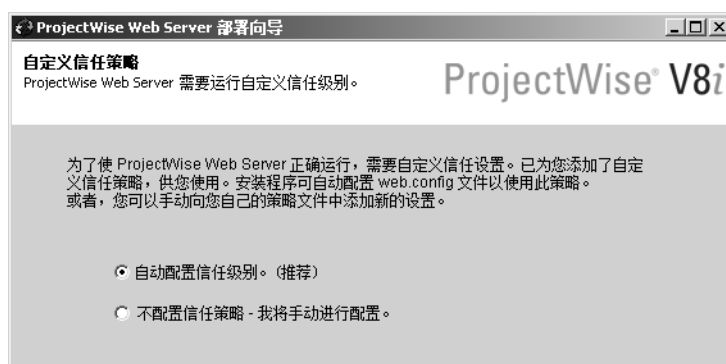 ProjectWise Web Server 部署向导
自定义信任策略
ProjectWise Web Server 需要运行自定义信任级别。
ProjectWise® V8i
为了使 ProjectWise Web Server 正确运行，需要自定义信任设置。已为您添加了自定
义信任策略，供您使用。安装程序可自动配置 web.config 文件以使用此策略。
或者，您可以手动向您自己的策略文件中添加新的设置。
自动配置信任级别。(推荐)
不配置信任策略 - 我将手动进行配置。